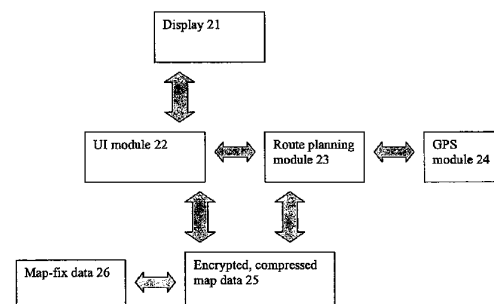 Display 21
UI module 22
Route planning
module 23
GPS
module 24
Map-fix data 26
Encrypted, compressed
map data 25